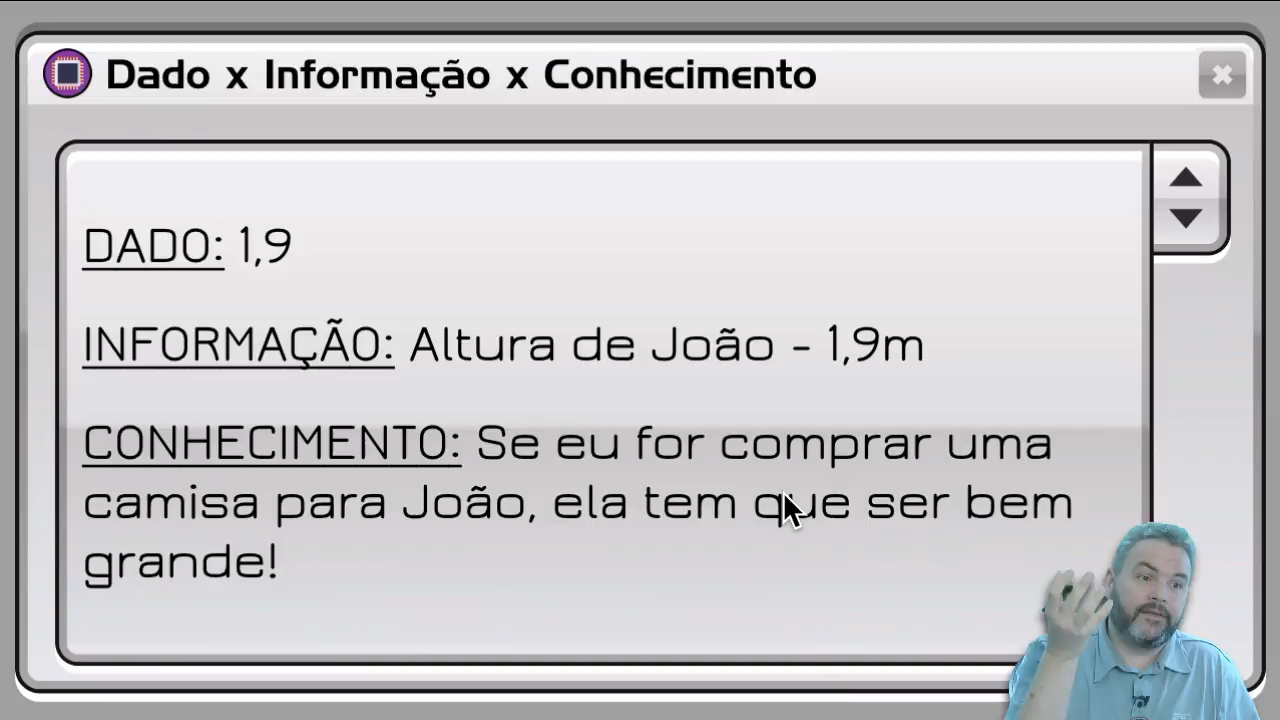 Dado x Informação x Conhecimento
DADO: 1,9
INFORMAÇÃO: Altura de João - 1,9m
CONHECIMENTO: Se eu for comprar uma
camisa para João, ela tem que ser bem
grande!